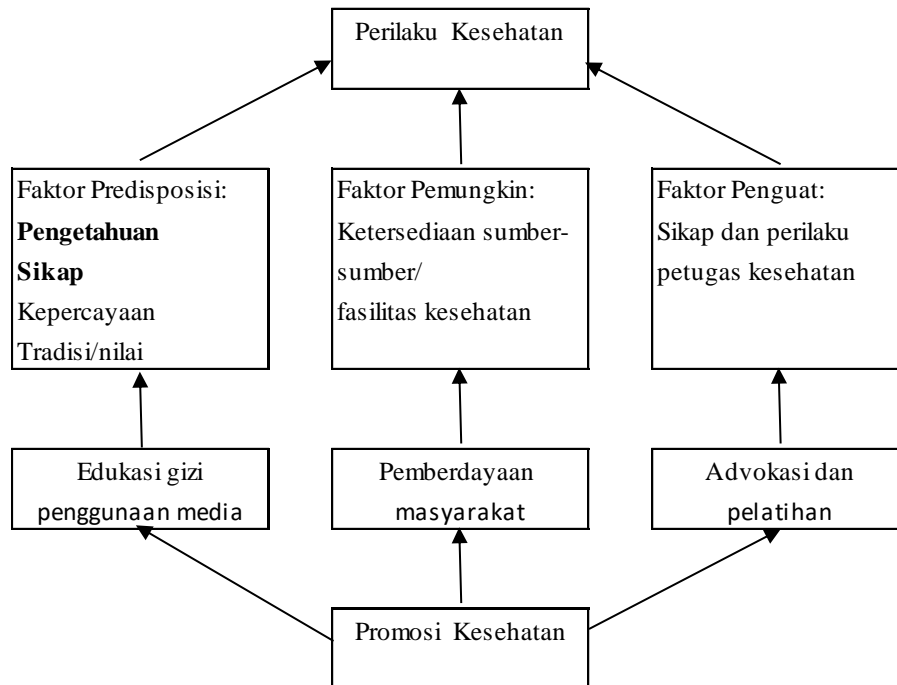 Perilaku Kesehatan
Faktor Predisposisi:
Pengetahuan
Sikap
Kepercayaan
Tradisi/nilai
Faktor Pemungkin:
Ketersediaan sumber-
sumber/
fasilitas kesehatan
Faktor Penguat:
Sikap dan perilaku
petugas kesehatan
Edukasi gizi
penggunaan media
Pemberdayaan
masyarakat
Advokasi dan
pelatihan
Promosi Kesehatan